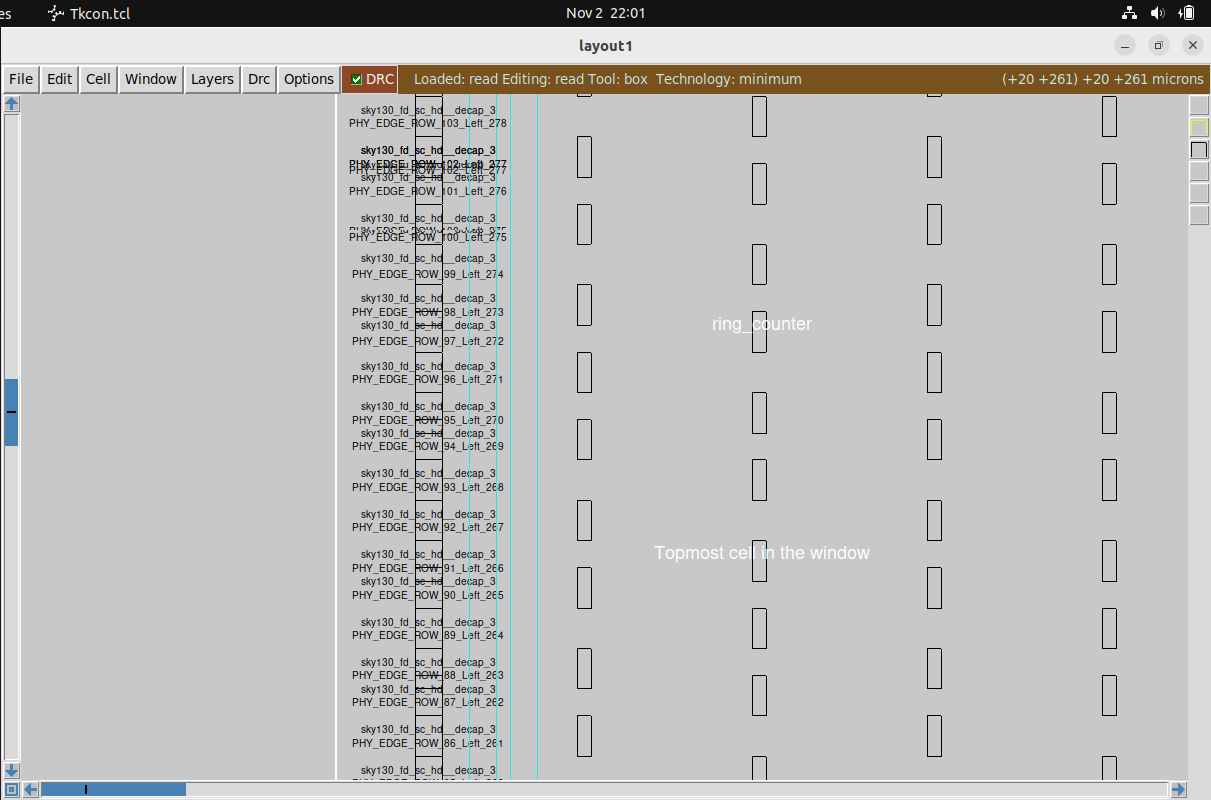 es Tkcon.tcl Nov 2 22:01
layout1
File Edit Cell Window Layers Drc Options DRC Loaded: read Editing: read Tool: box Technology: minimum (+20 +261) +20 +261 microns
sky130_fd_sc_hd__decap_3
PHY_EDGE_ROW_103_Left_278
sky130_fd_sc_hd__decap_3
PHY_EDGE_ROW_102_Left_277
sky130_fd_sc_hd__decap_3
PHY_EDGE_ROW_101_Left_276
sky130_fd_sc_hd__decap_3
PHY_EDGE_ROW_100_Left_275
sky130_fd_sc_hd__decap_3
PHY_EDGE_ROW_99_Left_274
sky130_fd_sc_hd__decap_3
PHY_EDGE_ROW_98_Left_273
ring_counter
sky130_fd_sc_hd__decap_3
PHY_EDGE_ROW_97_Left_272
sky130_fd_sc_hd__decap_3
PHY_EDGE_ROW_96_Left_271
sky130_fd_sc_hd__decap_3
PHY_EDGE_ROW_95_Left_270
sky130_fd_sc_hd__decap_3
PHY_EDGE_ROW_94_Left_269
sky130_fd_sc_hd__decap_3
PHY_EDGE_ROW_93_Left_268
sky130_fd_sc_hd__decap_3
PHY_EDGE_ROW_92_Left_267
Topmost cell in the window
sky130_fd_sc_hd__decap_3
PHY_EDGE_ROW_91_Left_266
sky130_fd_sc_hd__decap_3
PHY_EDGE_ROW_90_Left_265
sky130_fd_sc_hd__decap_3
PHY_EDGE_ROW_89_Left_264
sky130_fd_sc_hd__decap_3
PHY_EDGE_ROW_88_Left_263
sky130_fd_sc_hd__decap_3
PHY_EDGE_ROW_87_Left_262
sky130_fd_sc_hd__decap_3
PHY_EDGE_ROW_86_Left_261
sky130_fd_sc_hd__decap_3